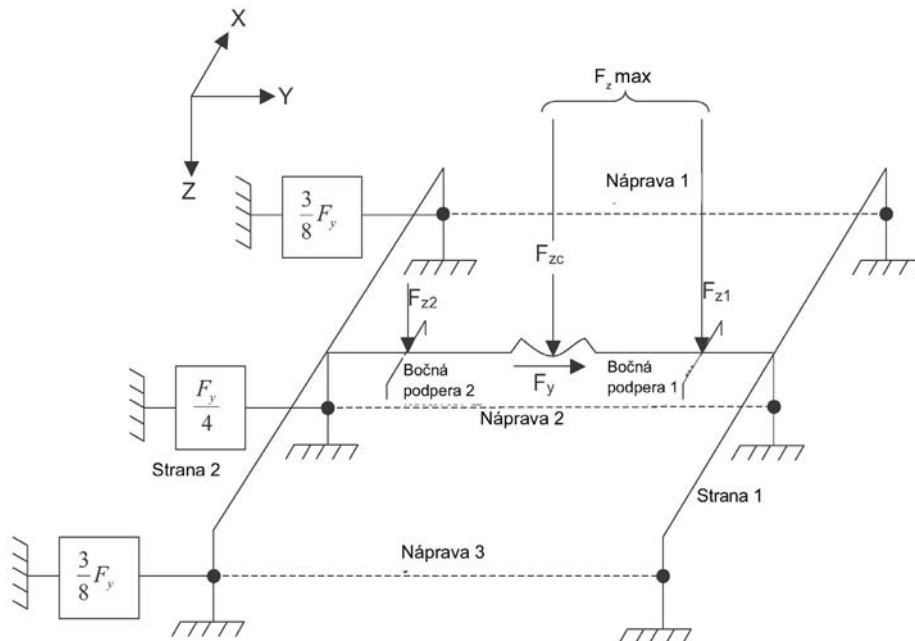 X
F_z max
Y
Z
Náprava 1
3/8 F_y
F_zc
F_z2
F_z1
Bočná
podpera 2
F_y
Bočná
podpera 1
F_y/4
Náprava 2
Strana 2
Strana 1
Náprava 3
3/8 F_y